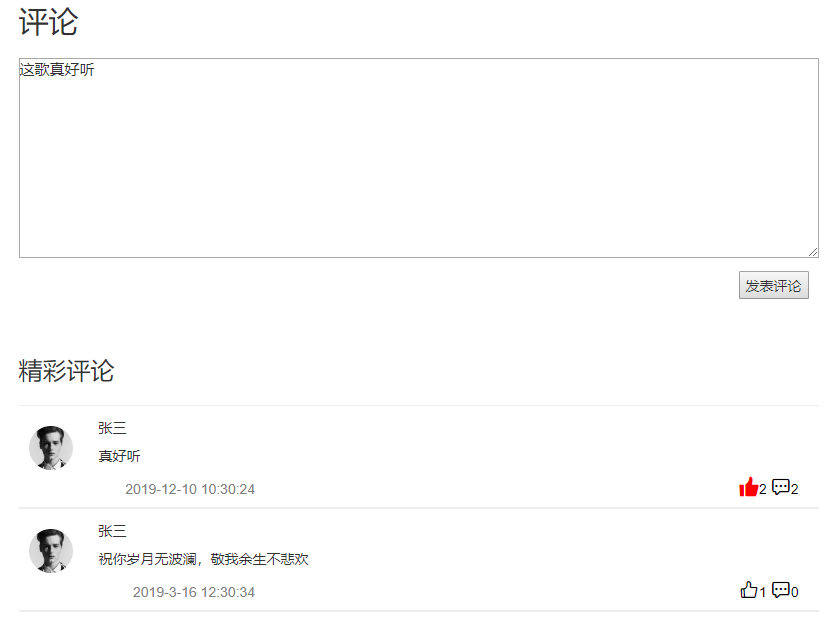 评论
这歌真好听
发表评论
精彩评论
张三
真好听
2019-12-10 10:30:24 2 2
张三
祝你岁月无波澜，敬我余生不悲欢
2019-3-16 12:30:34 1 0